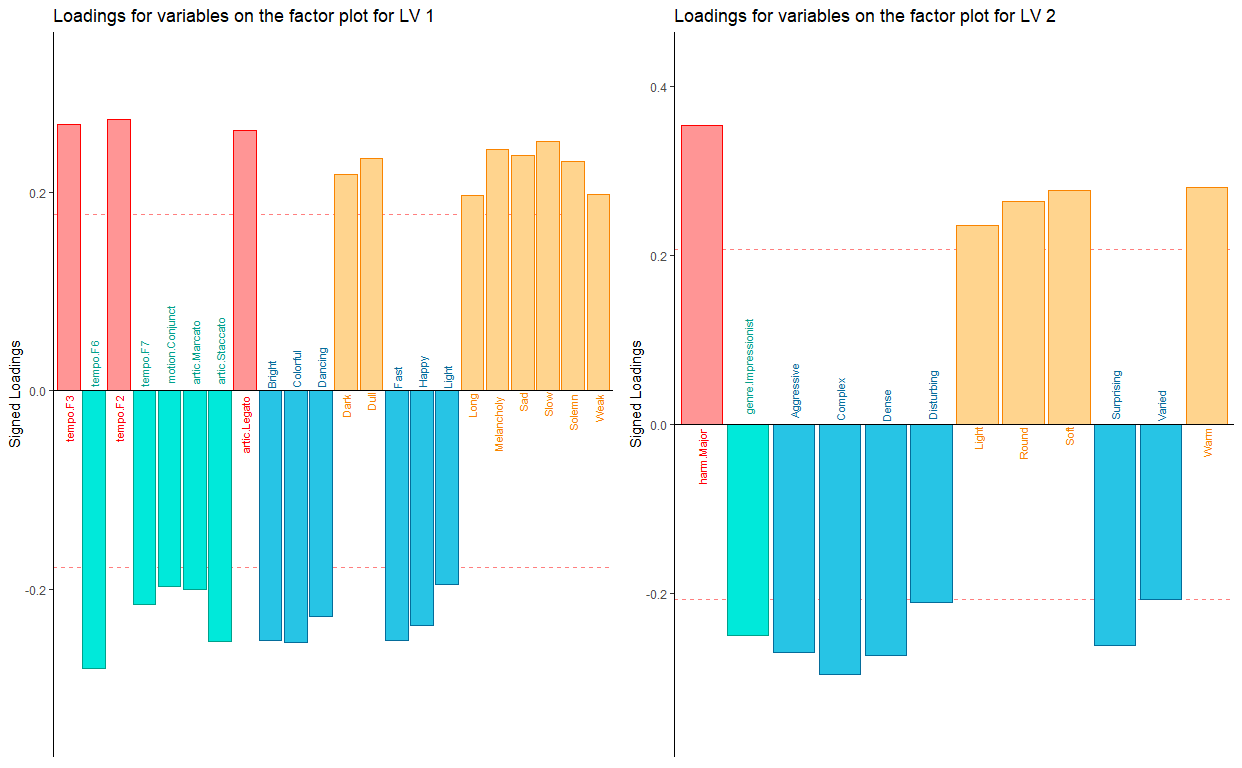 Loadings for variables on the factor plot for LV 1
Signed Loadings
0.2
0.0
-0.2
tempo.F3
tempo.F6
tempo.F2
tempo.F7
motion.Conjunct
artic.Marcato
artic.Staccato
artic.Legato
Bright
Colorful
Dancing
Dark
Dull
Fast
Happy
Light
Long
Melancholy
Sad
Slow
Solemn
Weak
Loadings for variables on the factor plot for LV 2
Signed Loadings
0.4
0.2
0.0
-0.2
harm.Major
genre.Impressionist
Aggressive
Complex
Dense
Disturbing
Light
Round
Soft
Surprising
Varied
Warm